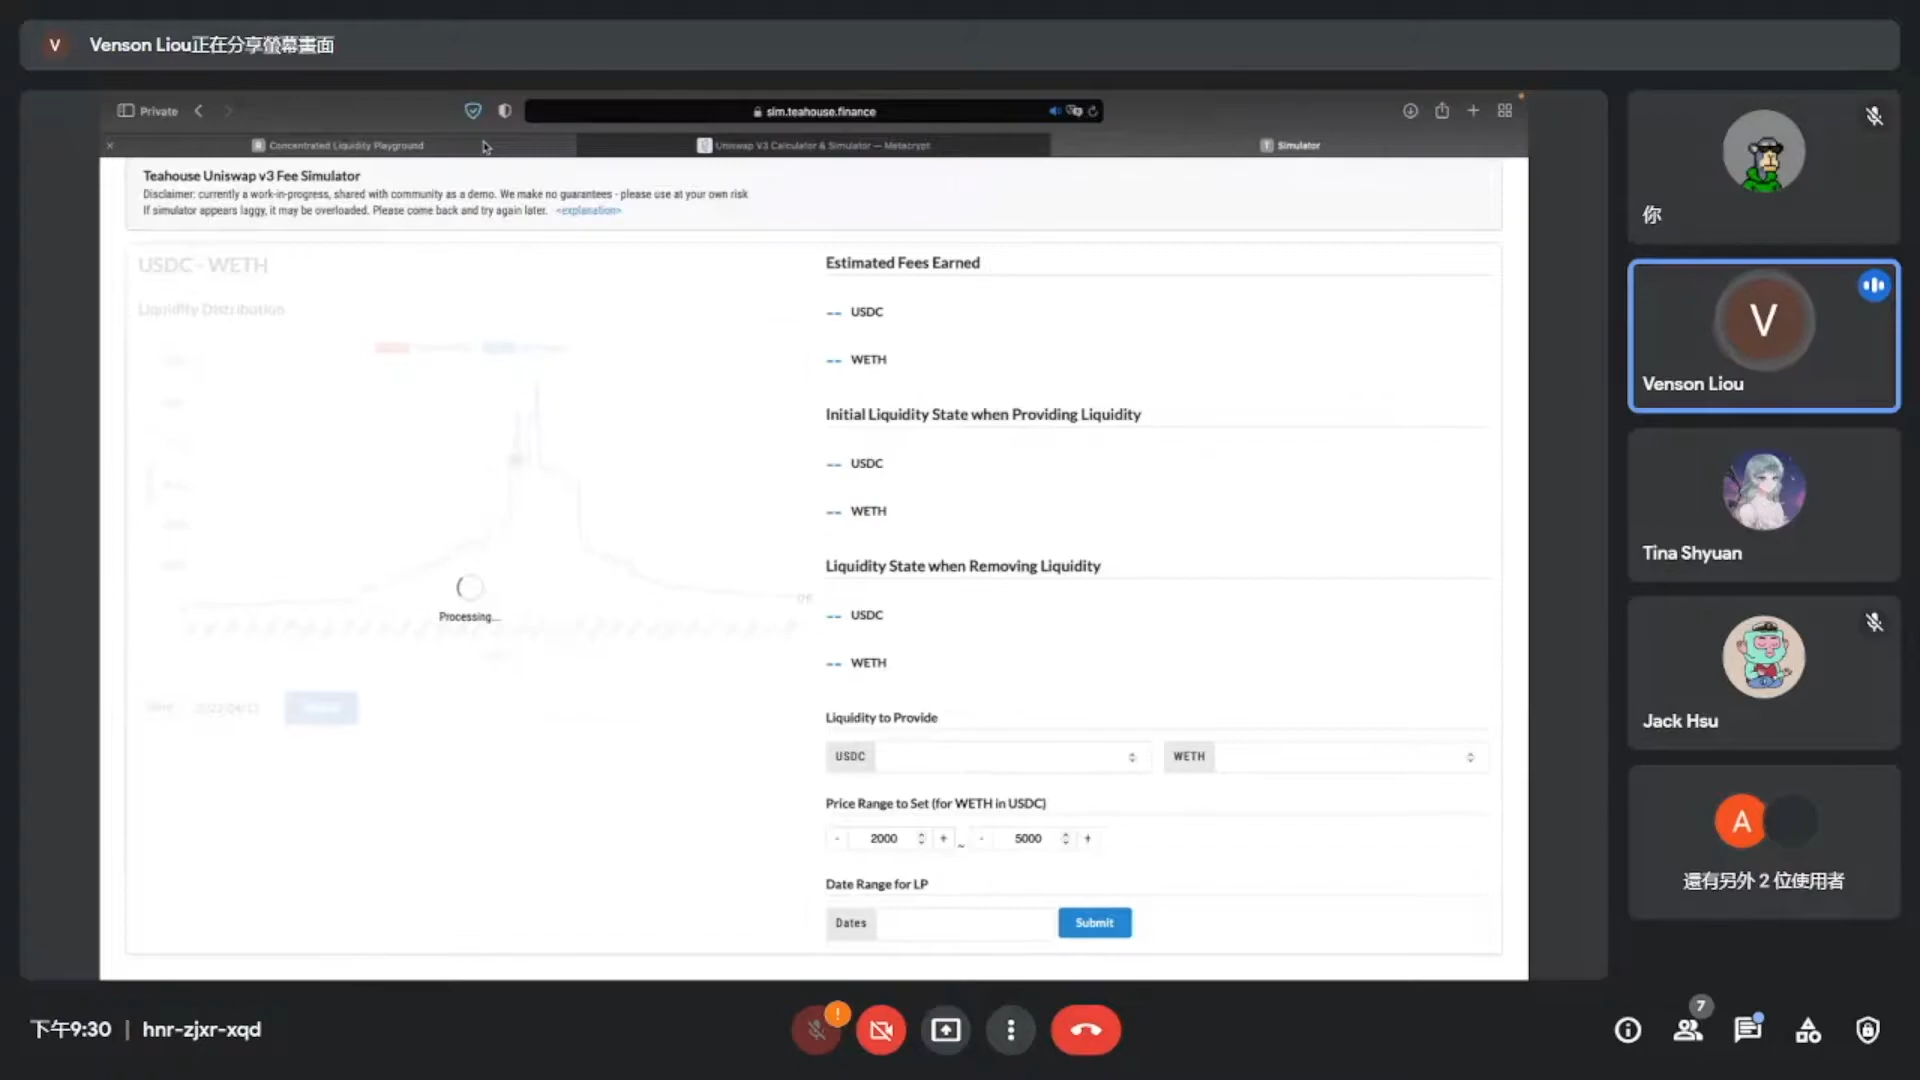 V Venson Liou正在分享螢幕畫面
Private
sim.teahouse.finance
Concentrated Liquidity Playground
Uniswap V3 Calculator & Simulator — Metacrypt
Simulator
Teahouse Uniswap v3 Fee Simulator
Disclaimer: currently a work-in-progress, shared with community as a demo. We make no guarantees - please use at your own risk
If simulator appears laggy, it may be overloaded. Please come back and try again later. <explanation>
USDC - WETH
Liquidity Distribution
Processing...
Estimated Fees Earned
-- USDC
-- WETH
Initial Liquidity State when Providing Liquidity
-- USDC
-- WETH
Liquidity State when Removing Liquidity
-- USDC
-- WETH
Liquidity to Provide
USDC
WETH
Price Range to Set (for WETH in USDC)
- 2000 + ~ - 5000 +
Date Range for LP
Dates
Submit
你
V
Venson Liou
Tina Shyuan
Jack Hsu
A
還有另外 2 位使用者
下午9:30 | hnr-zjxr-xqd
!
7